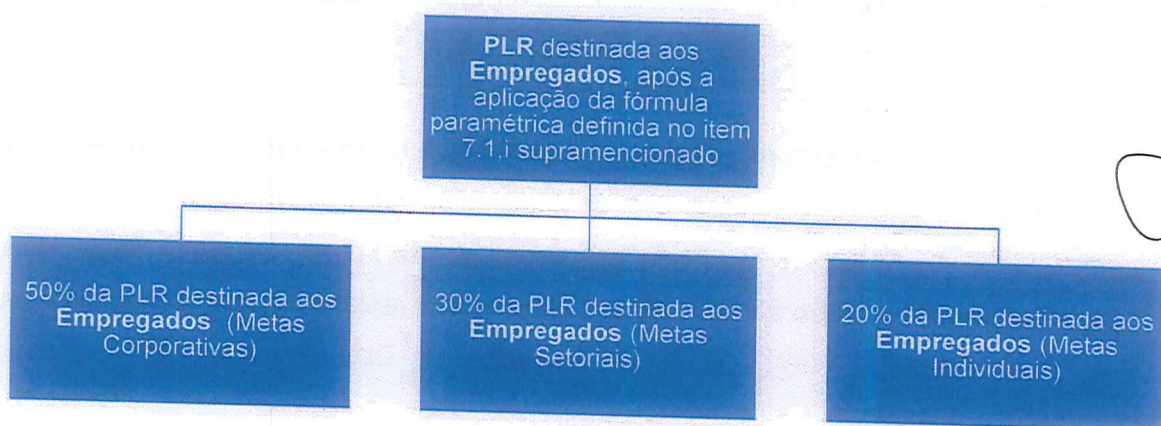 PLR destinada aos
Empregados, após a
aplicação da fórmula
paramétrica definida no item
7.1.i supramencionado
50% da PLR destinada aos
Empregados (Metas
Corporativas)
30% da PLR destinada aos
Empregados (Metas
Setoriais)
20% da PLR destinada aos
Empregados (Metas
Individuais)